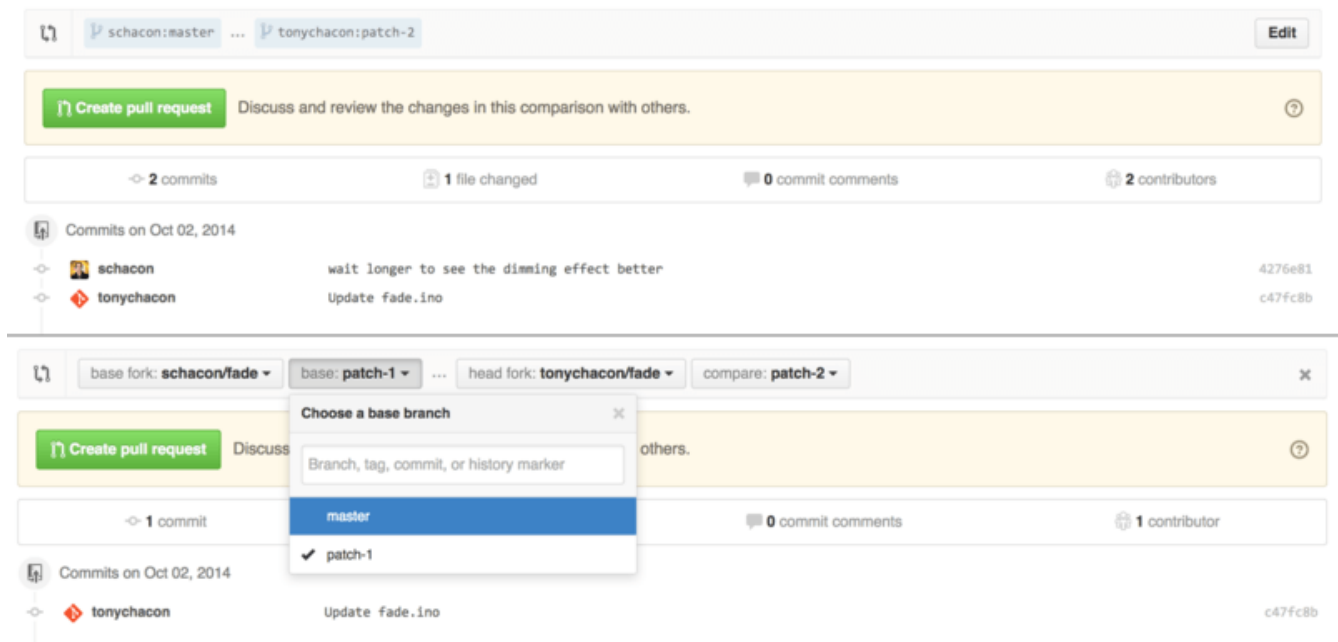 schacon:master ... tonychacon:patch-2 Edit
Create pull request Discuss and review the changes in this comparison with others.
2 commits 1 file changed 0 commit comments 2 contributors
Commits on Oct 02, 2014
schacon wait longer to see the dimming effect better 4276e81
tonychacon Update fade.ino c47fc8b
base fork: schacon/fade base: patch-1 ... head fork: tonychacon/fade compare: patch-2
Choose a base branch
Create pull request Discuss others.
Branch, tag, commit, or history marker
1 commit master 0 commit comments 1 contributor
patch-1
Commits on Oct 02, 2014
tonychacon Update fade.ino c47fc8b